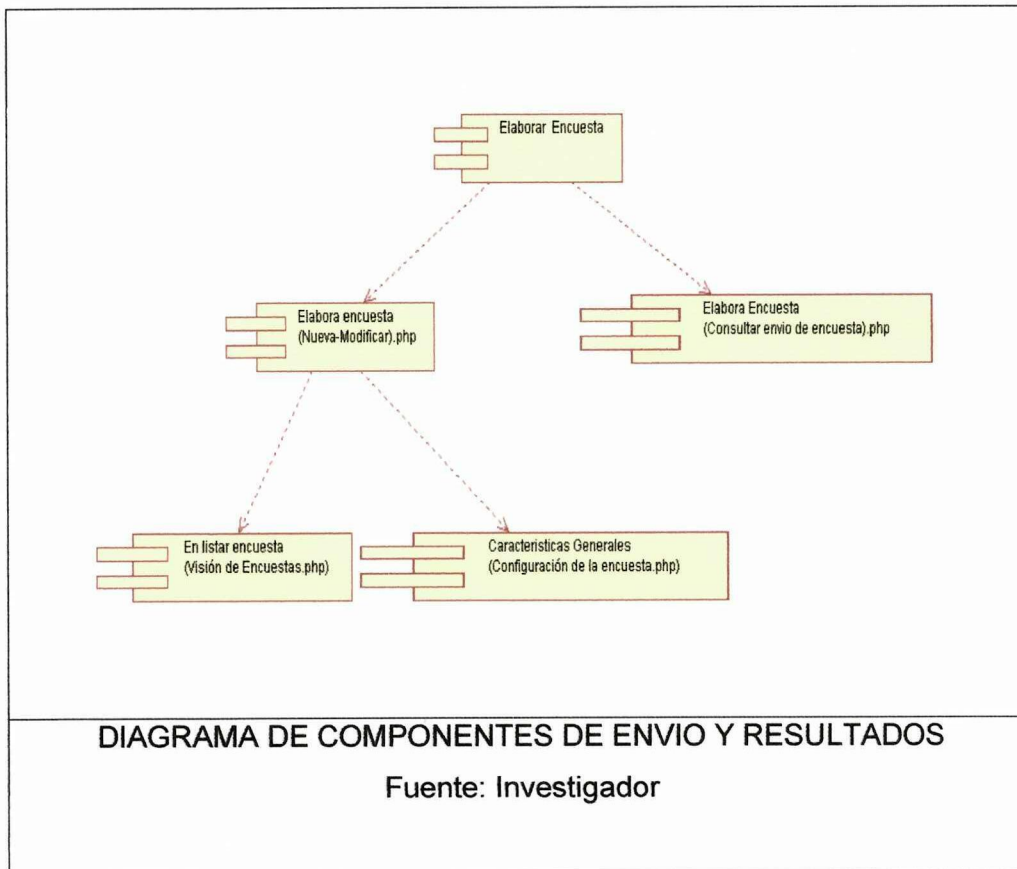 Elaborar Encuesta
Elabora encuesta
(Nueva-Modificar).php
Elabora Encuesta
(Consultar envio de encuesta).php
En listar encuesta
(Visión de Encuestas.php)
Caracteristicas Generales
(Configuración de la encuesta.php)
DIAGRAMA DE COMPONENTES DE ENVIO Y RESULTADOS
Fuente: Investigador